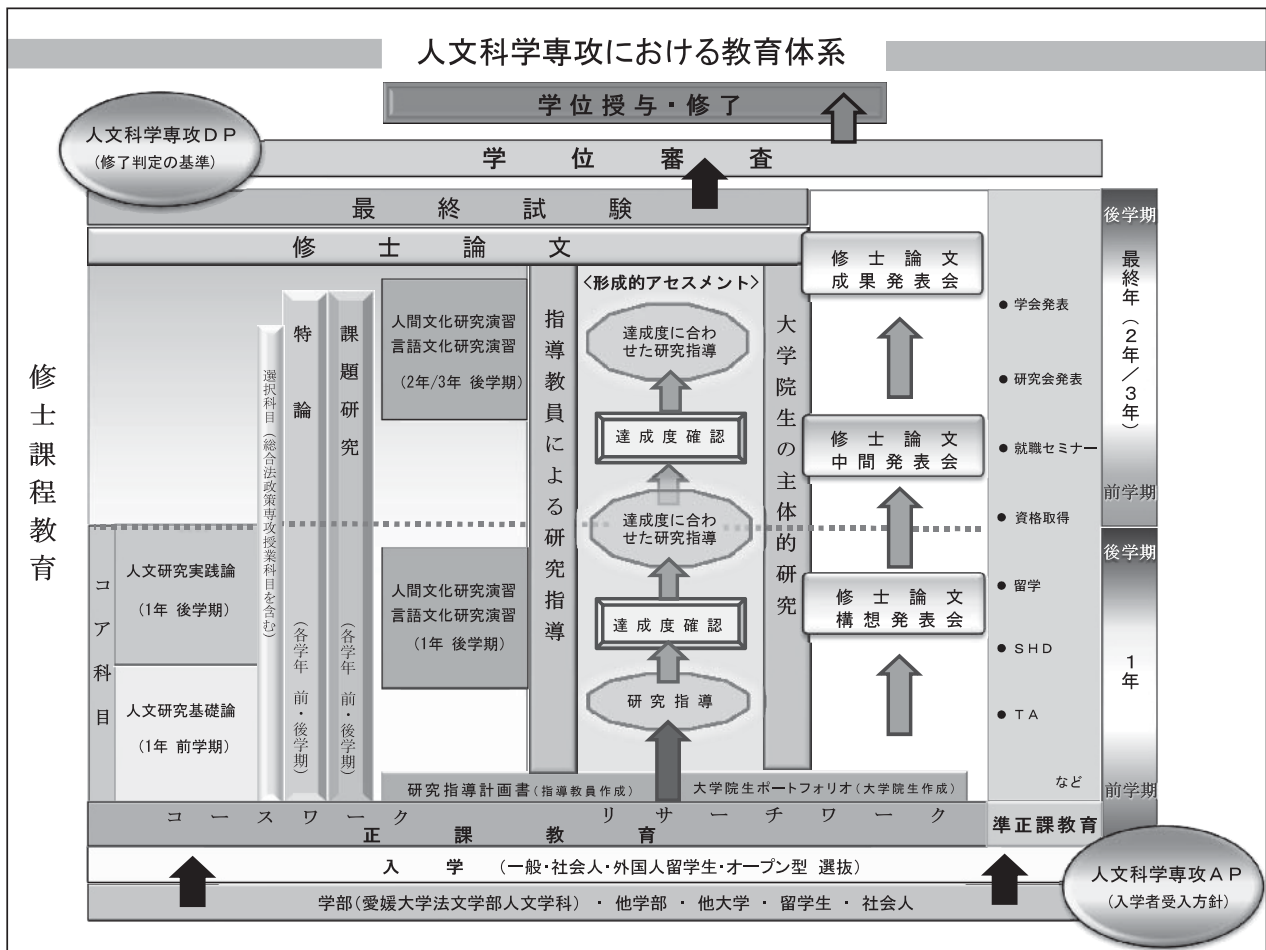 人文科学専攻における教育体系
学位授与・修了
人文科学専攻DP
(修了判定の基準)
学位審査
最終試験
修士論文
修士課程教育
コア科目
人文研究実践論
(1年 後学期)
人文研究基礎論
(1年 前学期)
選択科目(総合法政策専攻授業科目を含む)
特論
(各学年 前・後学期)
課題研究
(各学年 前・後学期)
人間文化研究演習
言語文化研究演習
(2年/3年 後学期)
人間文化研究演習
言語文化研究演習
(1年 後学期)
指導教員による研究指導
<形成的アセスメント>
達成度に合わ
せた研究指導
達成度確認
達成度に合わ
せた研究指導
達成度確認
研究指導
大学院生の主体的研究
修士論文
成果発表会
修士論文
中間発表会
修士論文
構想発表会
● 学会発表
● 研究会発表
● 就職セミナー
● 資格取得
● 留学
● SHD
● TA
など
後学期
最終年(2年/3年)
前学期
後学期
1年
前学期
研究指導計画書(指導教員作成)
大学院生ポートフォリオ(大学院生作成)
コースワーク
リサーチワーク
正課教育
準正課教育
入学 (一般・社会人・外国人留学生・オープン型 選抜)
学部(愛媛大学法文学部人文学科) ・ 他学部 ・ 他大学 ・ 留学生 ・ 社会人
人文科学専攻AP
(入学者受入方針)